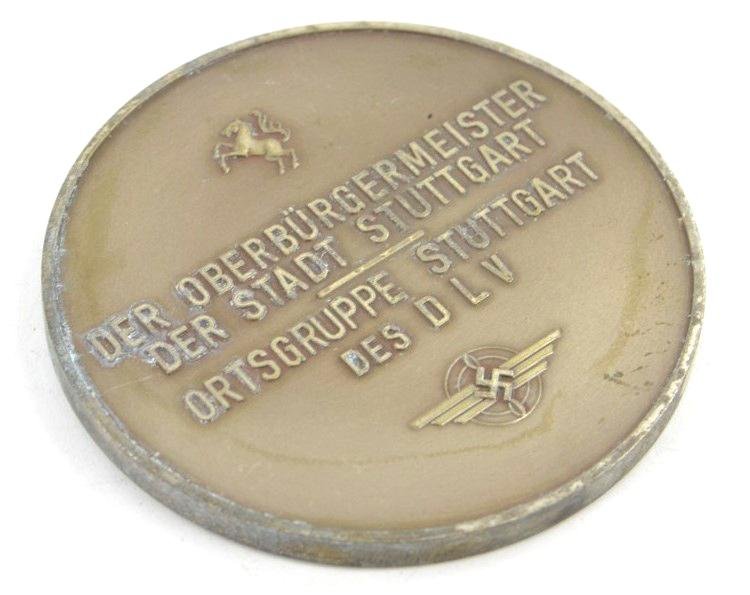 DER OBERBÜRGERMEISTER
DER STADT STUTTGART
ORTSGRUPPE STUTTGART
DES DLV